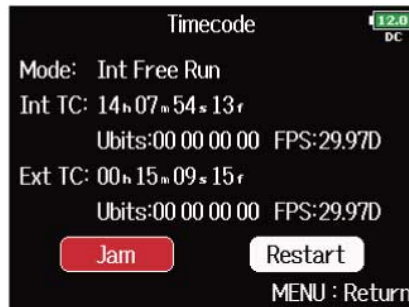 Timecode
12.0
DC
Mode: Int Free Run
Int TC: 14h07m54s13f
Ubits:00 00 00 00 FPS:29.97D
Ext TC: 00h15m09s15f
Ubits:00 00 00 00 FPS:29.97D
Jam Restart
MENU : Return